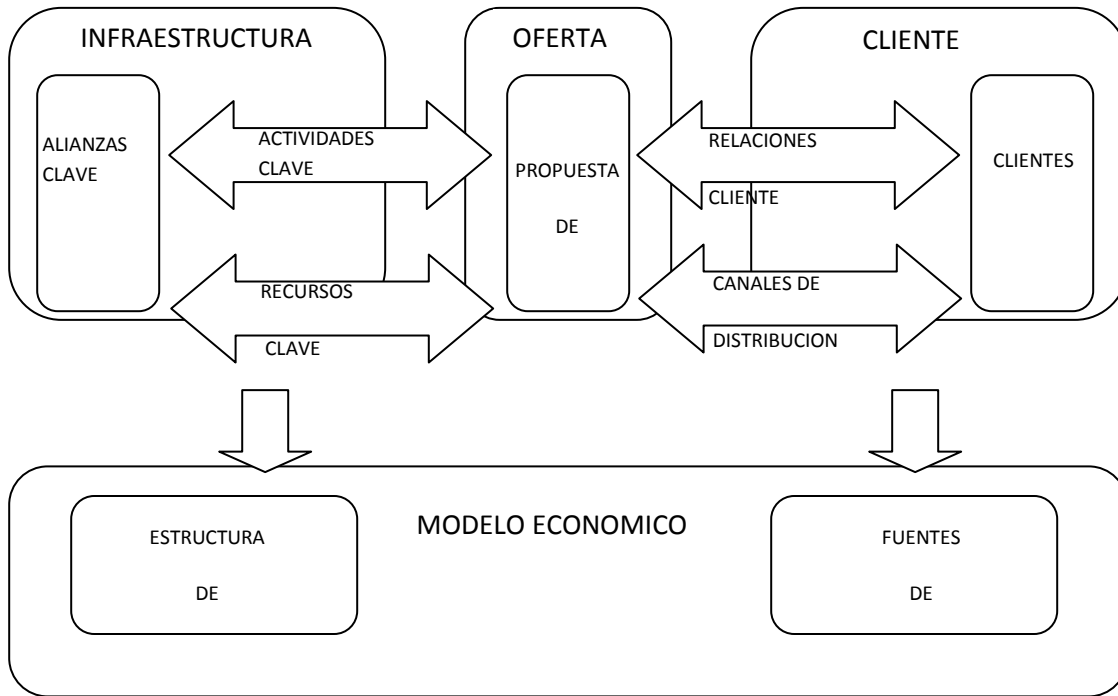 INFRAESTRUCTURA
OFERTA
CLIENTE
ALIANZAS
CLAVE
ACTIVIDADES
CLAVE
RECURSOS
CLAVE
PROPUESTA
DE
RELACIONES
CLIENTE
CANALES DE
DISTRIBUCION
CLIENTES
MODELO ECONOMICO
ESTRUCTURA
DE
FUENTES
DE